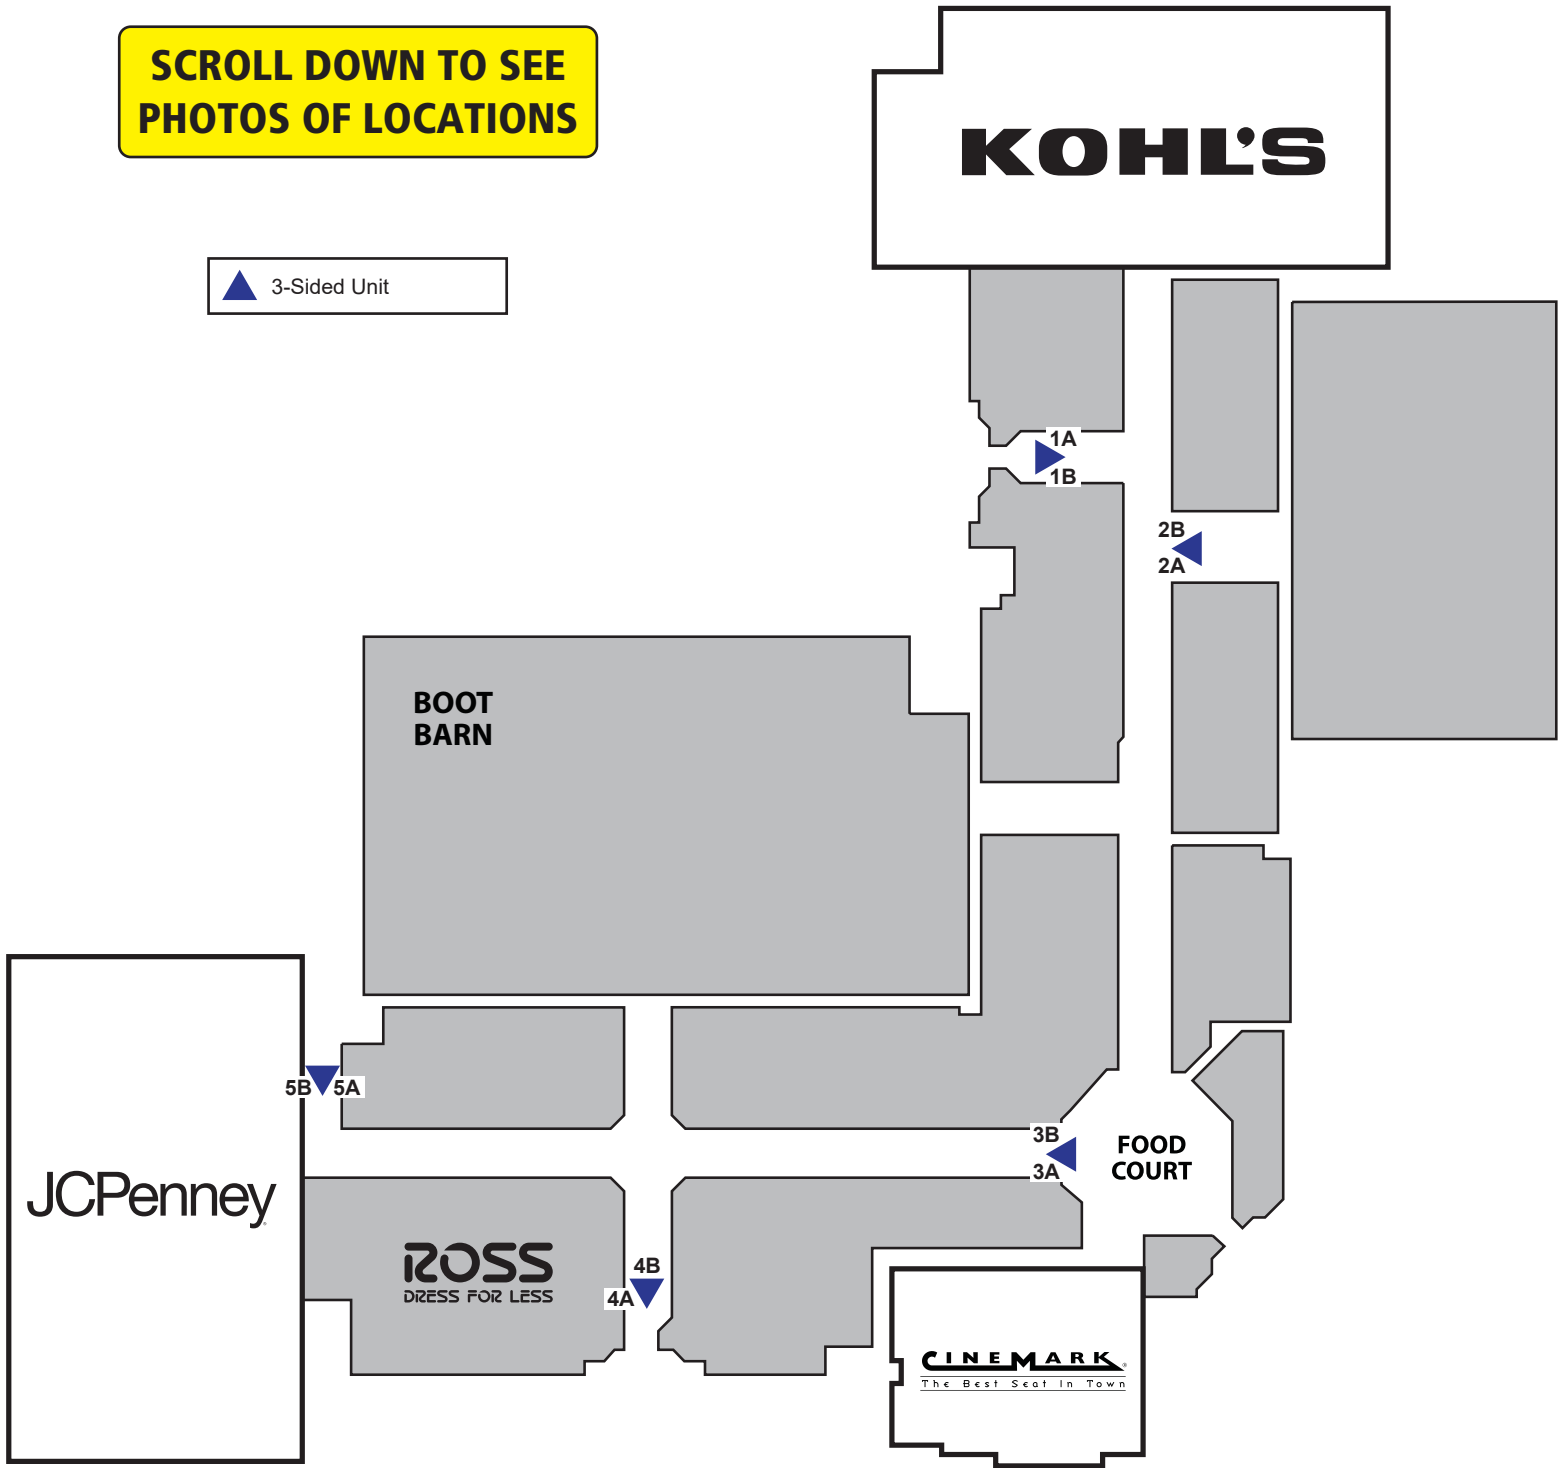 SCROLL DOWN TO SEE
PHOTOS OF LOCATIONS
KOHL'S
3-Sided Unit
1A
1B
2B
2A
BOOT
BARN
5B
5A
3B
3A
FOOD
COURT
JCPenney
ROSS
DRESS FOR LESS
4B
4A
CINEMARK
The Best Seat In Town